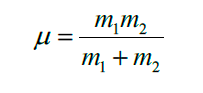 μ = m₁m₂ / (m₁ + m₂)